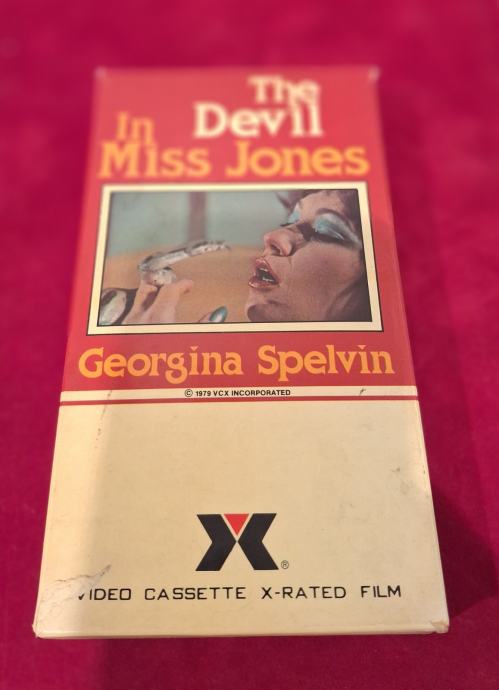 The
Devil
In
Miss Jones
Georgina Spelvin
© 1979 VCX INCORPORATED
X®
VIDEO CASSETTE X-RATED FILM